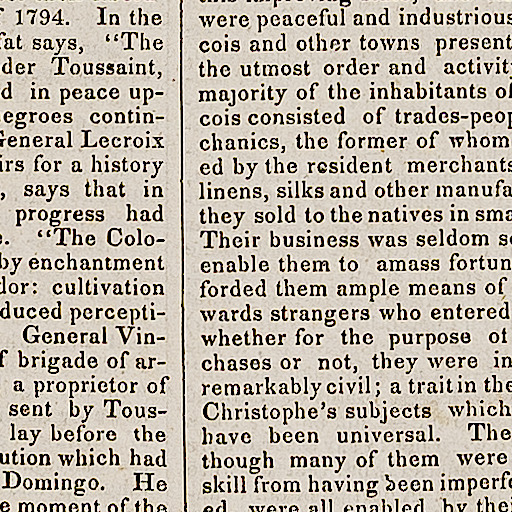 1794. In the
fat says, "The
der Toussaint,
d in peace up-
egroes contin-
General Lecroix
irs for a history
, says that in
progress had
. "The Colo-
by enchantment
lor: cultivation
duced percepti-
General Vin-
f brigade of ar-
a proprietor of
sent by Tous-
lay before the
ution which had
Domingo. He
e moment of the
were peaceful and industrious
cois and other towns present
the utmost order and activit
majority of the inhabitants of
cois consisted of trades-peop
chanics, the former of whom
ed by the resident merchants
linens, silks and other manufa
they sold to the natives in sma
Their business was seldom s
enable them to amass fortun
forded them ample means of
wards strangers who entered
whether for the purpose of
chases or not, they were in
remarkably civil; a trait in the
Christophe's subjects which
have been universal. The
though many of them were
skill from having been imperfe
ed were all enabled by thei